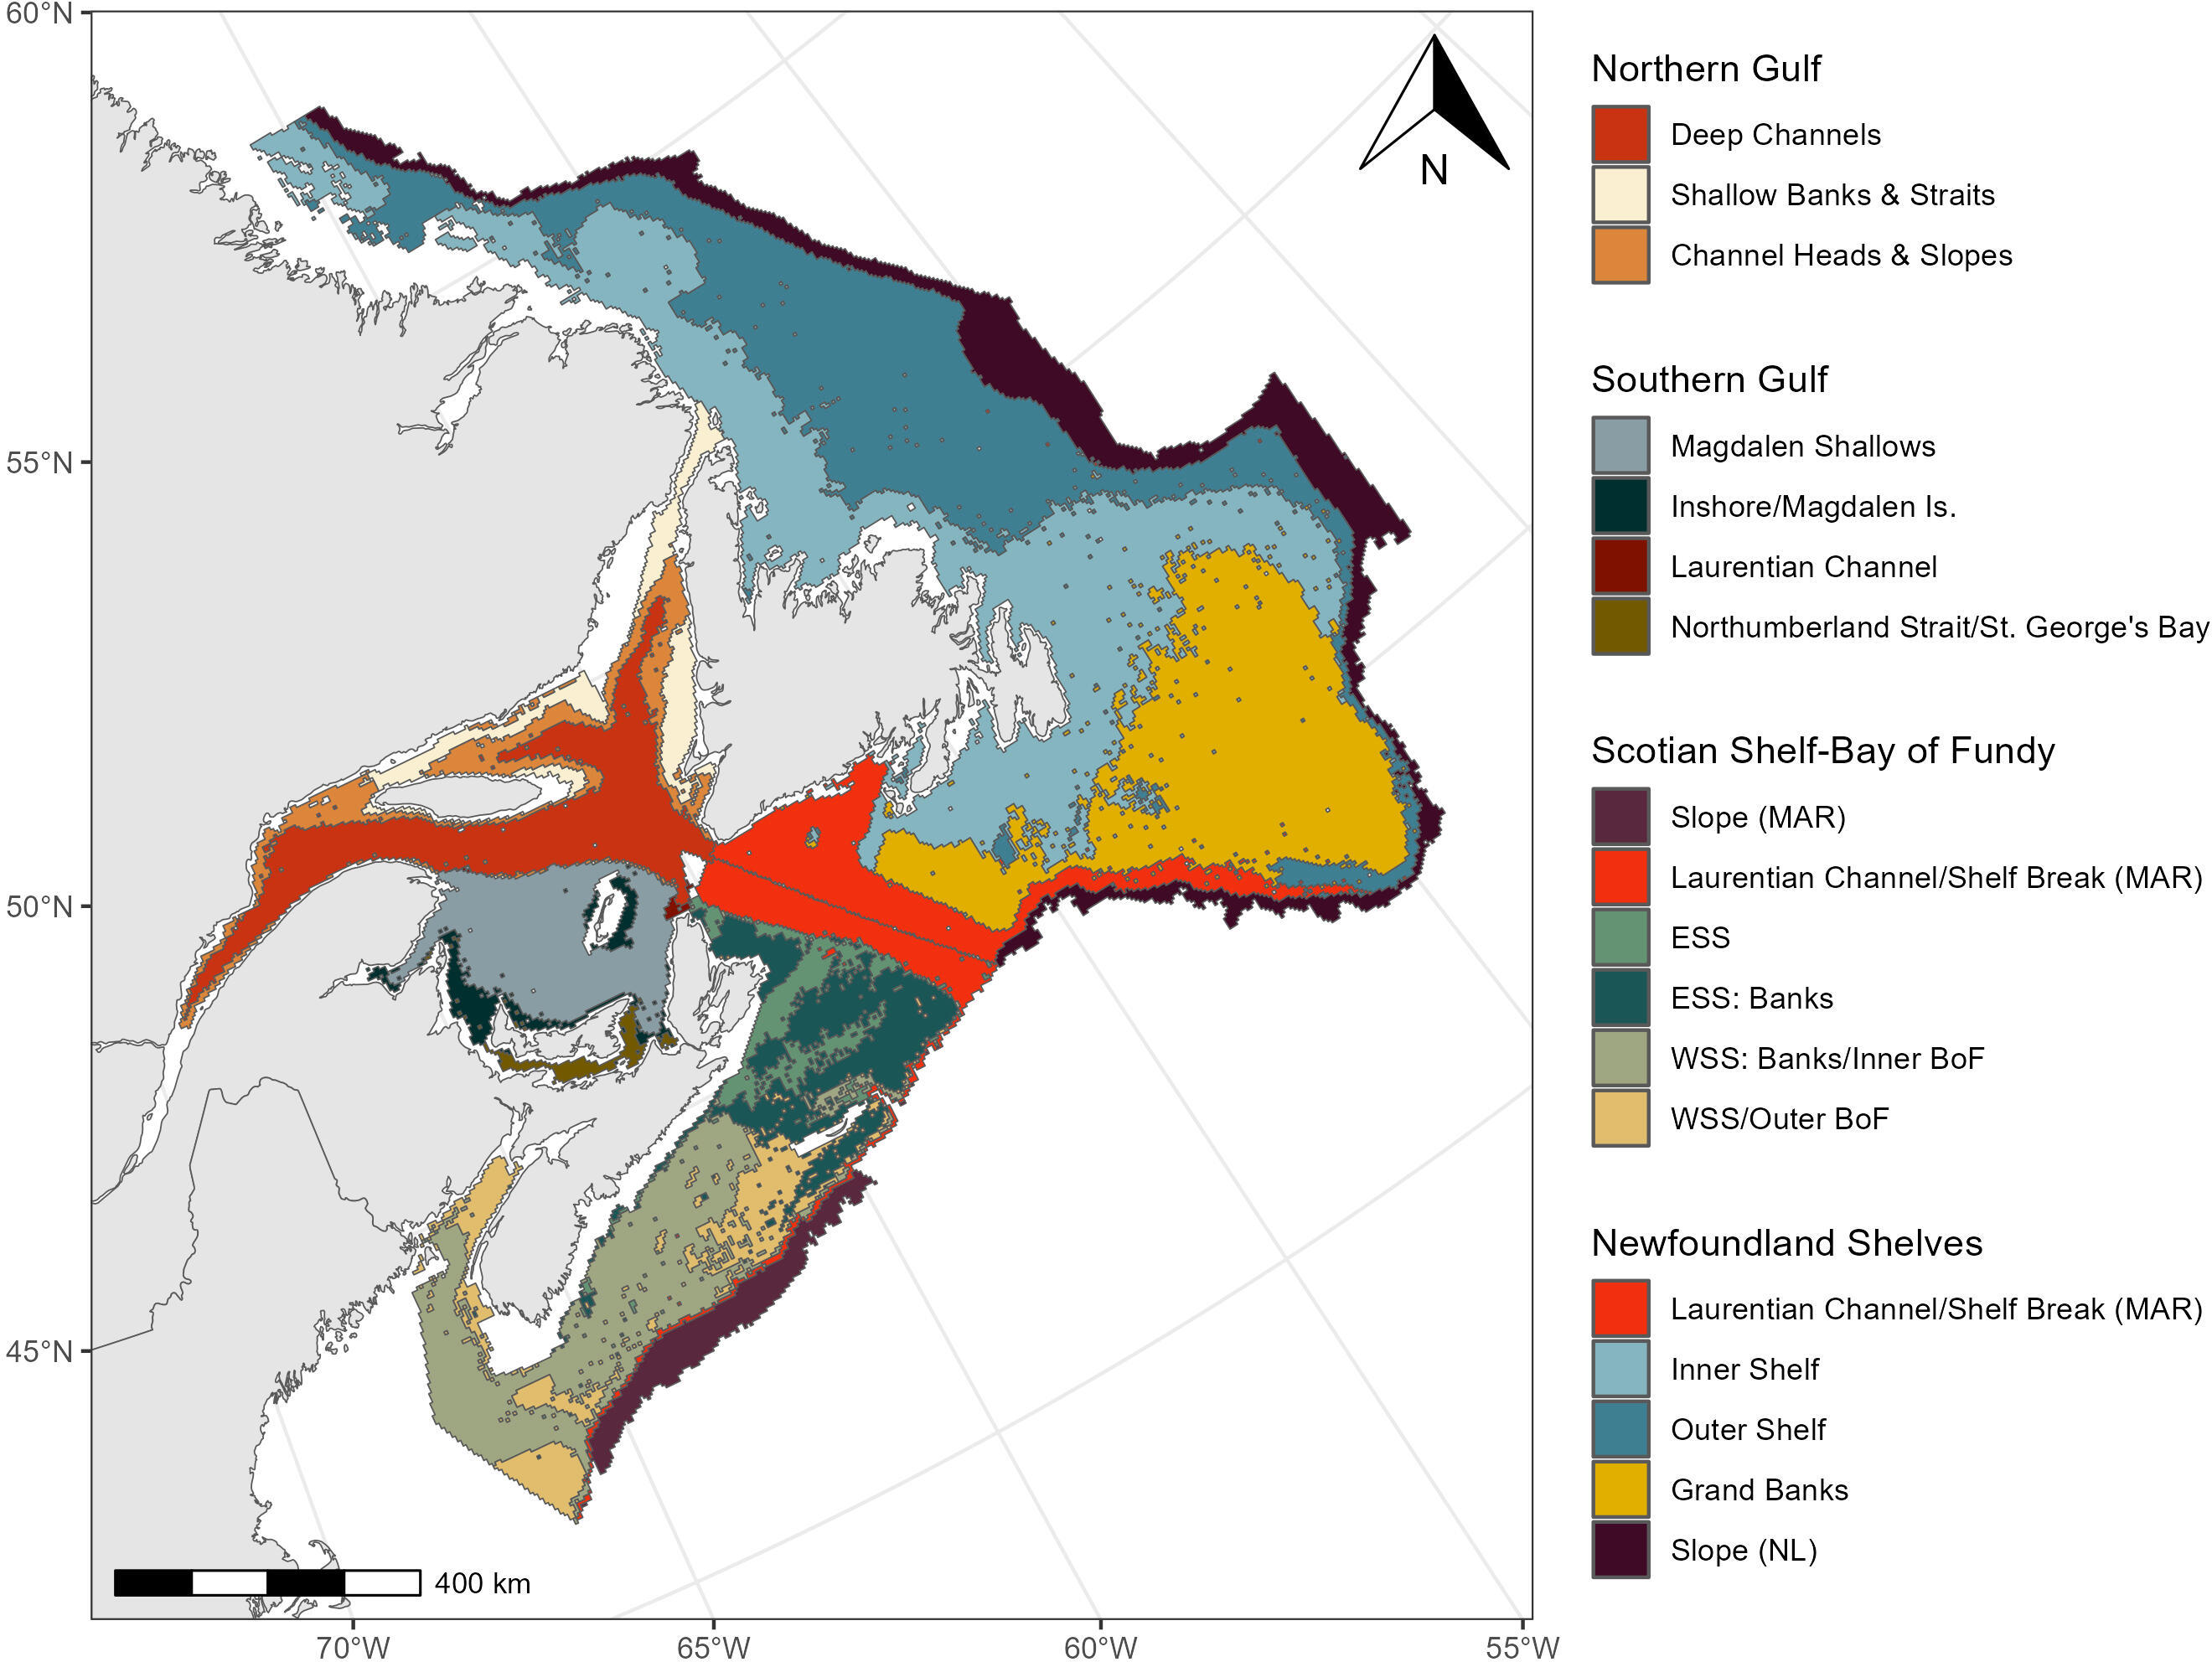 60°N
55°N
50°N
45°N
N
400 km
70°W
65°W
60°W
55°W
Northern Gulf
Deep Channels
Shallow Banks & Straits
Channel Heads & Slopes
Southern Gulf
Magdalen Shallows
Inshore/Magdalen Is.
Laurentian Channel
Northumberland Strait/St. George's Bay
Scotian Shelf-Bay of Fundy
Slope (MAR)
Laurentian Channel/Shelf Break (MAR)
ESS
ESS: Banks
WSS: Banks/Inner BoF
WSS/Outer BoF
Newfoundland Shelves
Laurentian Channel/Shelf Break (MAR)
Inner Shelf
Outer Shelf
Grand Banks
Slope (NL)